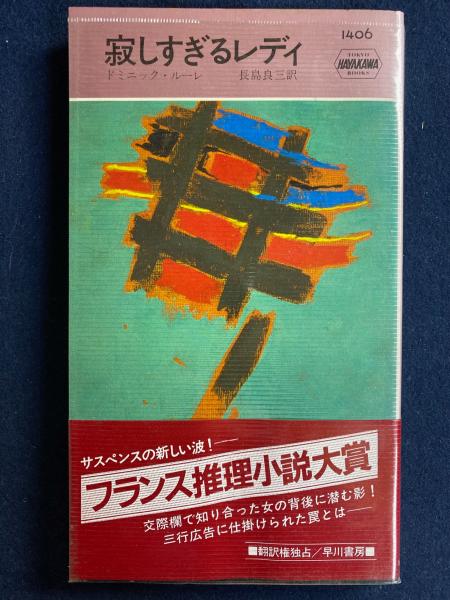 寂しすぎるレディ
ドミニック・ルーレ 長島良三訳
1406
TOKYO
HAYAKAWA
BOOKS
サスペンスの新しい波!──
フランス推理小説大賞
交際欄で知り合った女の背後に潜む影!
三行広告に仕掛けられた罠とは──
■翻訳権独占/早川書房■